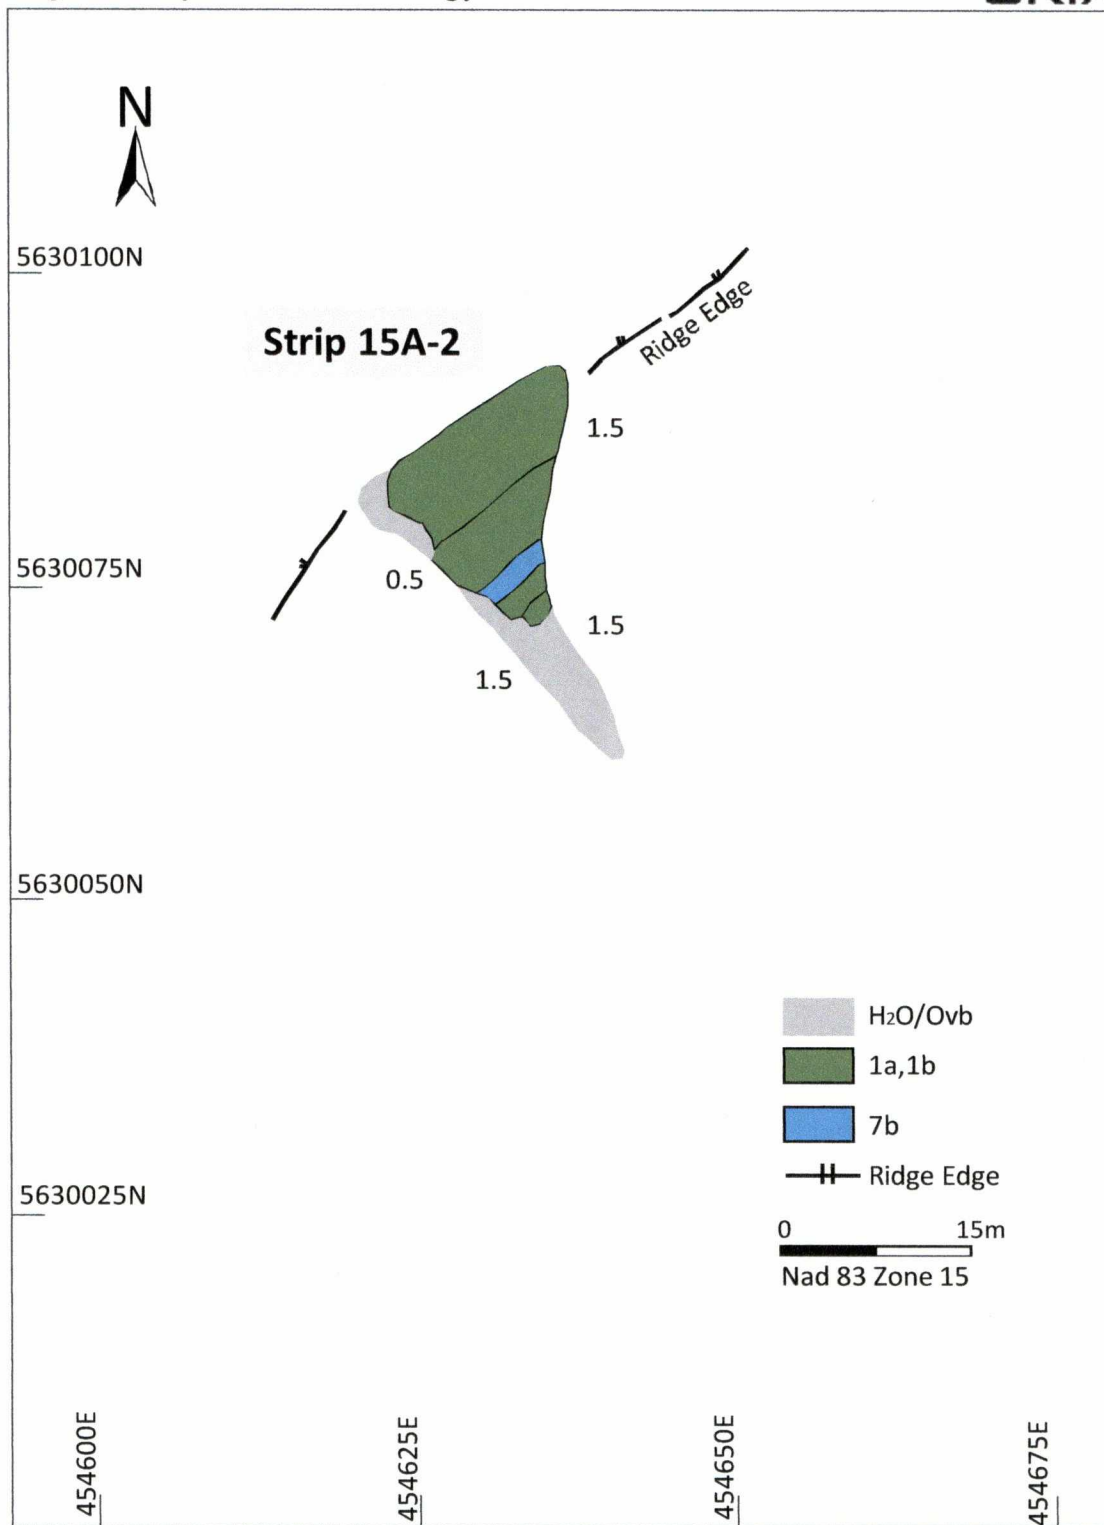 N
5630100N
Ridge Edge
Strip 15A-2
1.5
5630075N
0.5
1.5
1.5
5630050N
H₂O/Ovb
1a,1b
7b
Ridge Edge
5630025N
0 15m
Nad 83 Zone 15
454600E
454625E
454650E
454675E